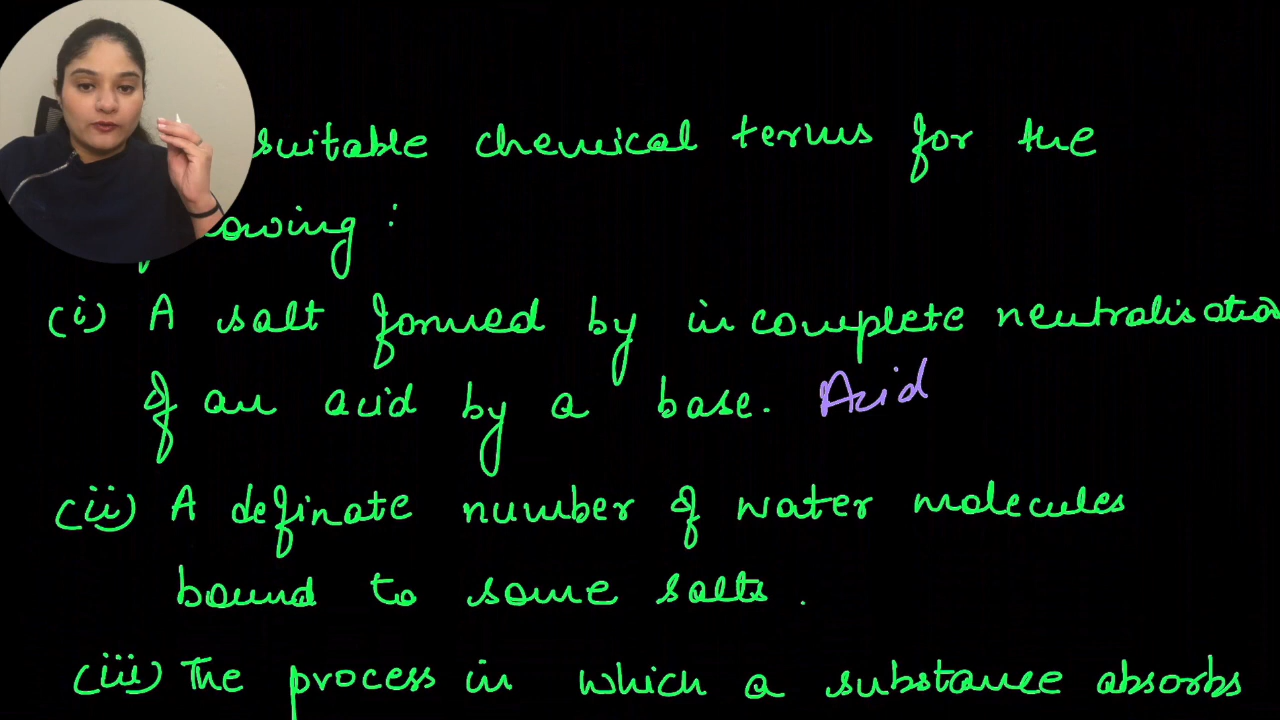 suitable chemical terms for the
owing :
(i) A salt formed by incomplete neutralisation
of an acid by a base. Acid
(ii) A definate number of water molecules
bound to some salts.
(iii) The process in which a substance absorbs